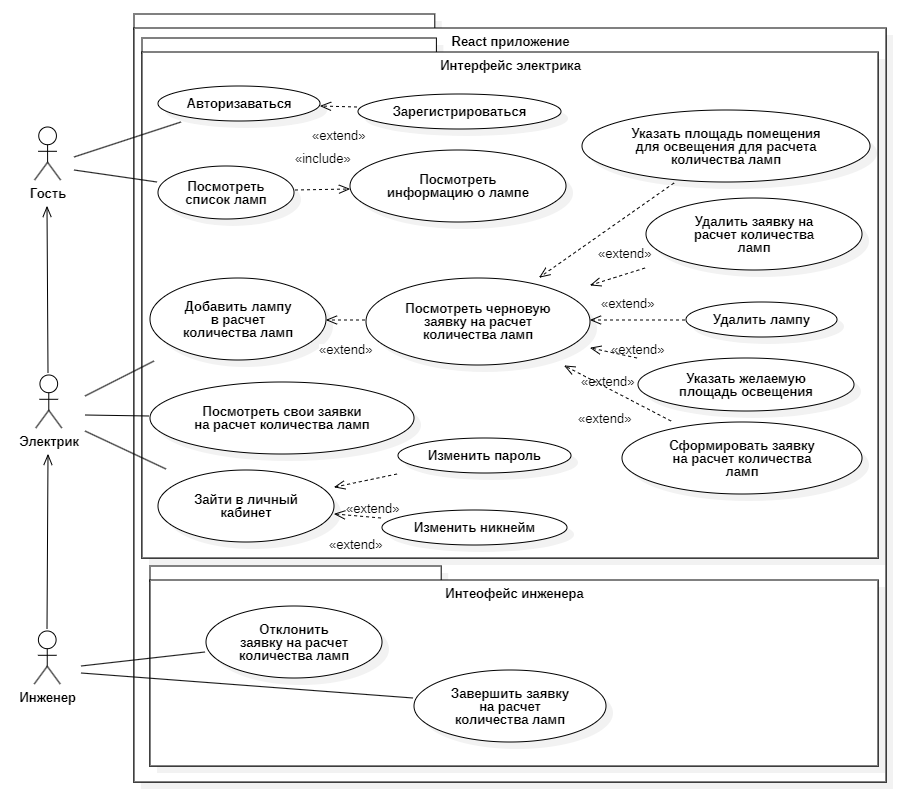 React приложение
Интерфейс электрика
Авторизаваться
Зарегистрироваться
«extend»
«include»
Указать площадь помещения
для освещения для расчета
количества ламп
Гость
Посмотреть
список ламп
Посмотреть
информацию о лампе
Удалить заявку на
расчет количества
ламп
«extend»
Добавить лампу
в расчет
количества ламп
«extend»
Посмотреть черновую
заявку на расчет
количества ламп
«extend»
Удалить лампу
«extend»
Указать желаемую
площадь освещения
«extend»
«extend»
Электрик
Посмотреть свои заявки
на расчет количества ламп
Сформировать заявку
на расчет количества
ламп
Изменить пароль
Зайти в личный
кабинет
«extend»
Изменить никнейм
«extend»
Интеофейс инженера
Отклонить
заявку на расчет
количества ламп
Инженер
Завершить заявку
на расчет
количества ламп